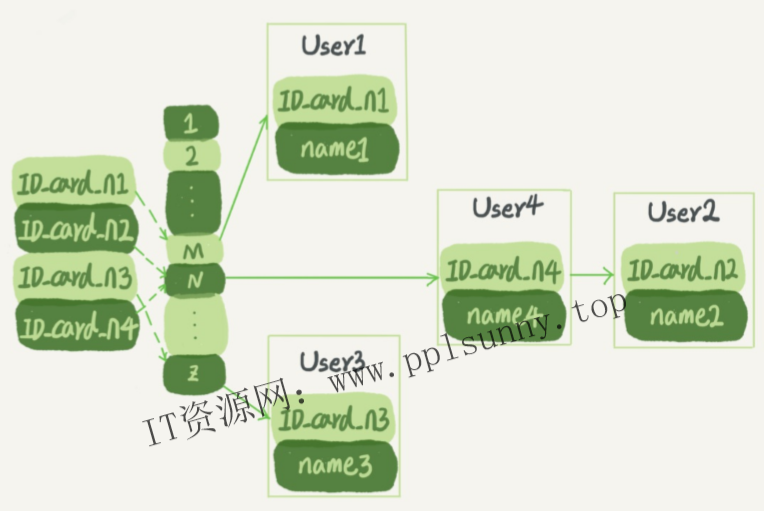 User1
ID_card_n1
name1
1
2
M
N
Z
ID_card_n1
ID_card_n2
ID_card_n3
ID_card_n4
User4
ID_card_n4
name4
User2
ID_card_n2
name2
User3
ID_card_n3
name3
IT资源网：www.pplsunny.top